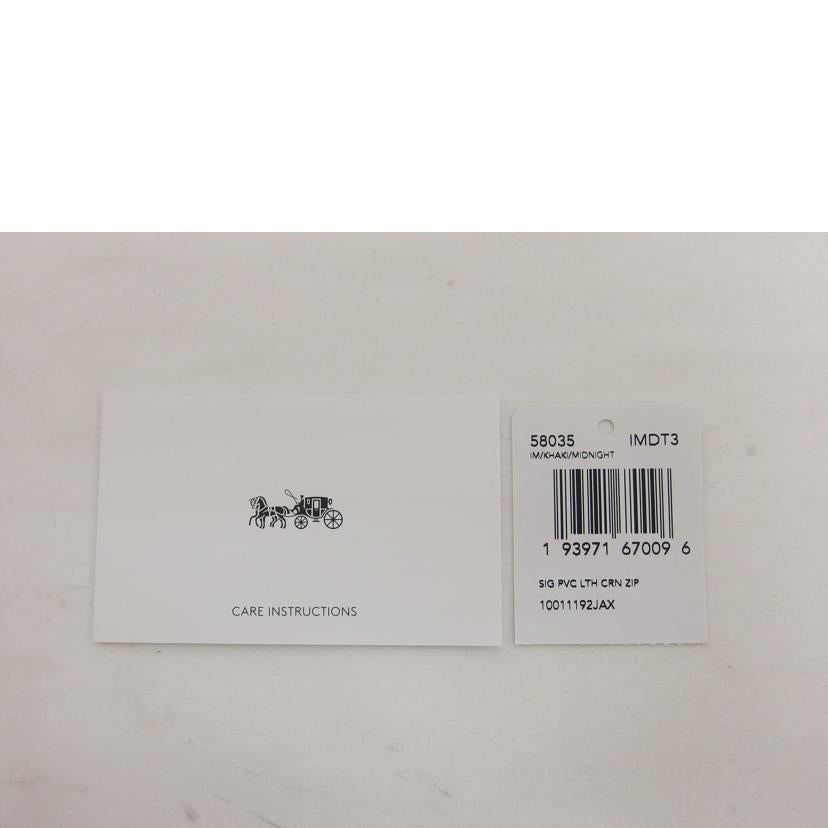 CARE INSTRUCTIONS
58035 IMDT3
IM/KHAKI/MIDNIGHT
1 93971 67009 6
SIG PVC LTH CRN ZIP
10011192JAX